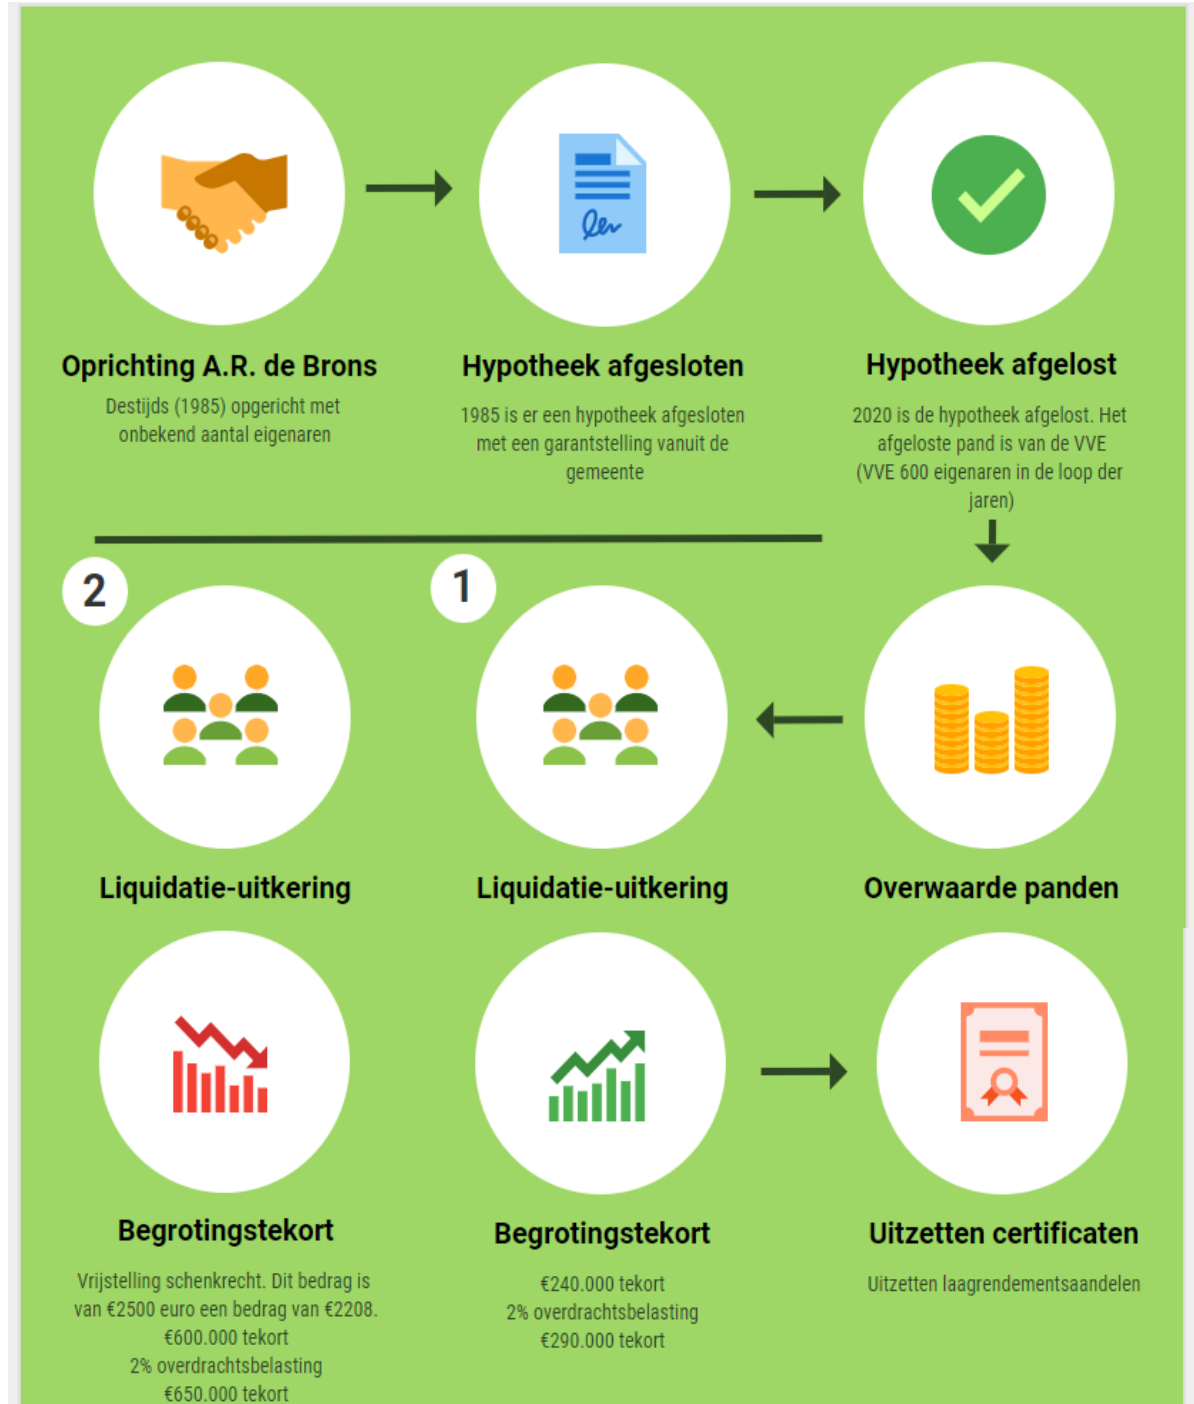 Oprichting A.R. de Brons
Destijds (1985) opgericht met
onbekend aantal eigenaren
Hypotheek afgesloten
1985 is er een hypotheek afgesloten
met een garantstelling vanuit de
gemeente
Hypotheek afgelost
2020 is de hypotheek afgelost. Het
afgeloste pand is van de VVE
(VVE 600 eigenaren in de loop der
jaren)
2
Liquidatie-uitkering
1
Liquidatie-uitkering
Overwaarde panden
Begrotingstekort
Vrijstelling schenkrecht. Dit bedrag is
van €2500 euro een bedrag van €2208.
€600.000 tekort
2% overdrachtsbelasting
€650.000 tekort
Begrotingstekort
€240.000 tekort
2% overdrachtsbelasting
€290.000 tekort
Uitzetten certificaten
Uitzetten laagrendementsaandelen